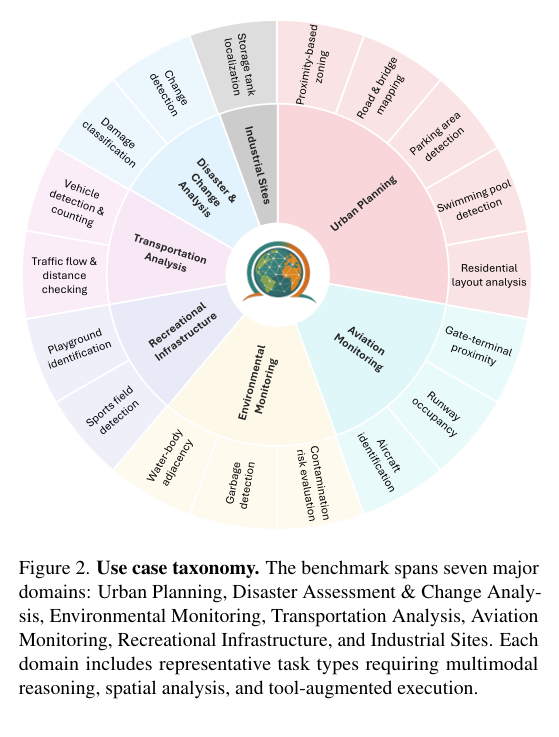 Storage tank
localization
Proximity-based
zoning
Road & bridge
mapping
Parking area
detection
Swimming pool
detection
Residential
layout analysis
Gate-terminal
proximity
Runway
occupancy
Aircraft
identification
Contamination
risk evaluation
Garbage
detection
Water-body
adjacency
Sports field
detection
Playground
identification
Traffic flow &
distance
checking
Vehicle
detection &
counting
Damage
classification
Change
detection
Industrial Sites
Urban Planning
Aviation
Monitoring
Environmental
Monitoring
Recreational
Infrastructure
Transportation
Analysis
Disaster &
Change
Analysis
Figure 2. Use case taxonomy. The benchmark spans seven major
domains: Urban Planning, Disaster Assessment & Change Analy-
sis, Environmental Monitoring, Transportation Analysis, Aviation
Monitoring, Recreational Infrastructure, and Industrial Sites. Each
domain includes representative task types requiring multimodal
reasoning, spatial analysis, and tool-augmented execution.